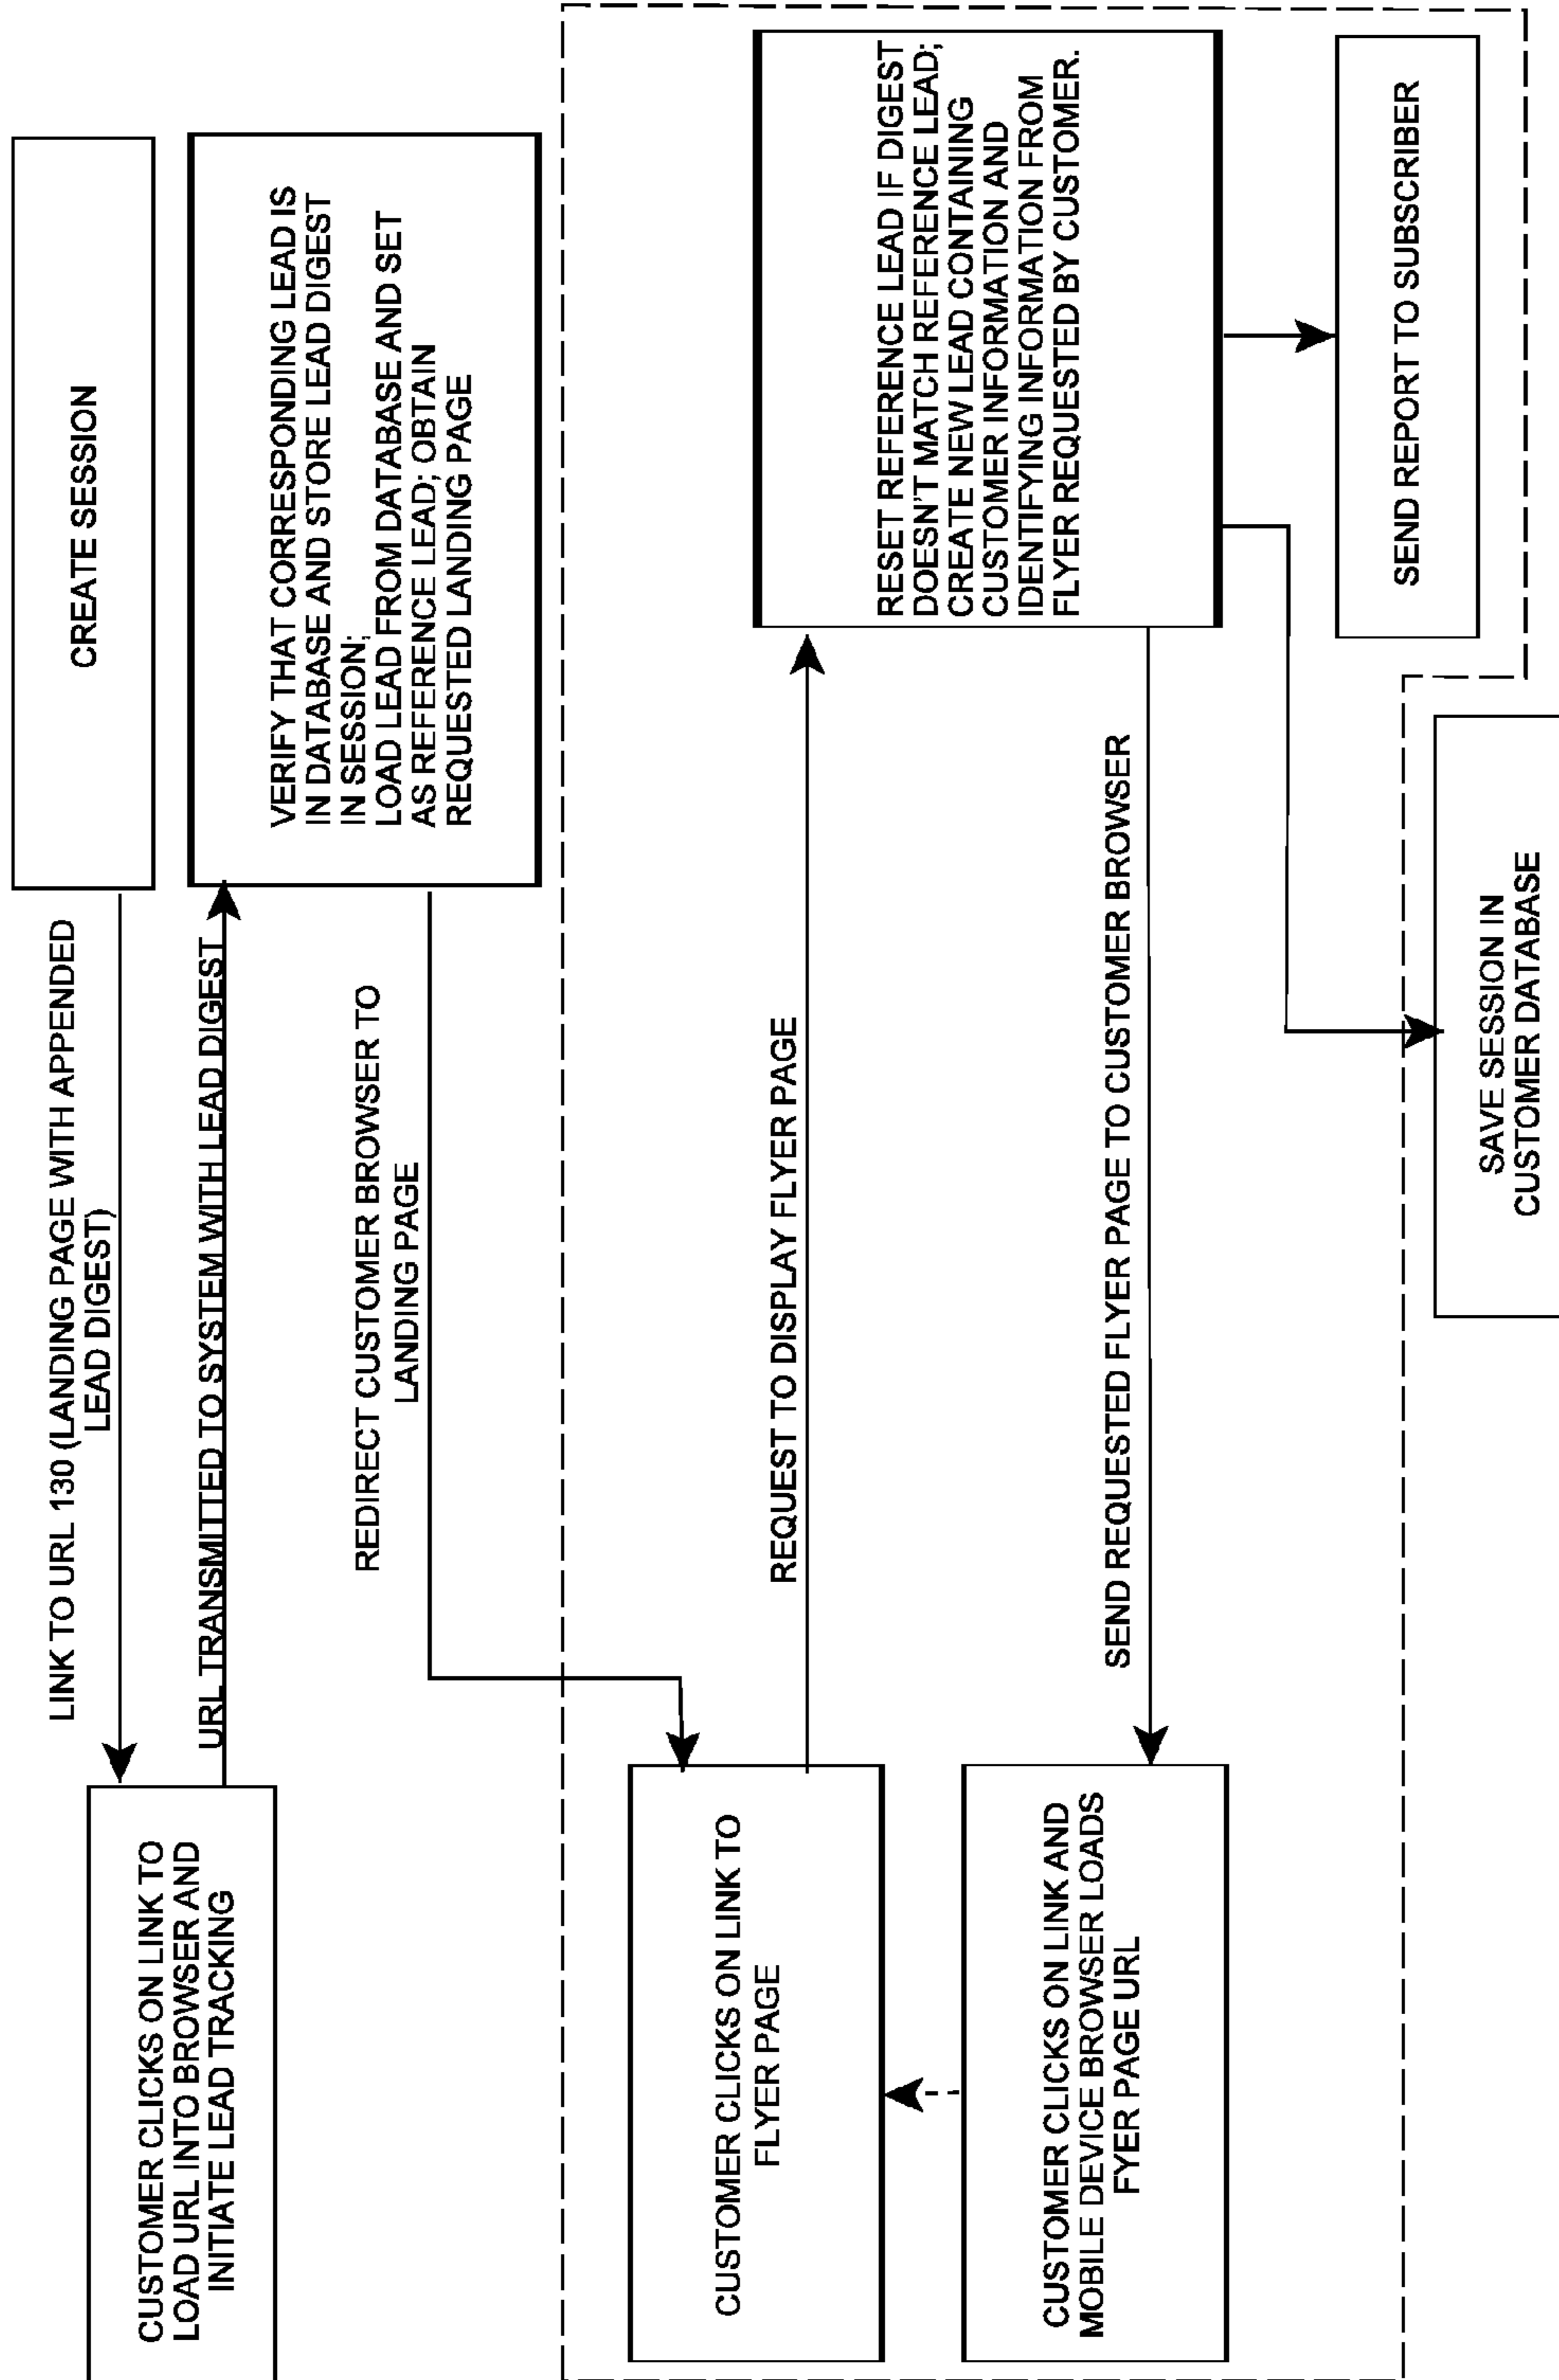 CREATE SESSION
LINK TO URL 130 (LANDING PAGE WITH APPENDED
LEAD DIGEST)
CUSTOMER CLICKS ON LINK TO
LOAD URL INTO BROWSER AND
INITIATE LEAD TRACKING
URL TRANSMITTED TO SYSTEM WITH LEAD DIGEST
VERIFY THAT CORRESPONDING LEAD IS
IN DATABASE AND STORE LEAD DIGEST
IN SESSION;
LOAD LEAD FROM DATABASE AND SET
AS REFERENCE LEAD; OBTAIN
REQUESTED LANDING PAGE
REDIRECT CUSTOMER BROWSER TO
LANDING PAGE
CUSTOMER CLICKS ON LINK TO
FLYER PAGE
REQUEST TO DISPLAY FLYER PAGE
RESET REFERENCE LEAD IF DIGEST
DOESN'T MATCH REFERENCE LEAD;
CREATE NEW LEAD CONTAINING
CUSTOMER INFORMATION AND
IDENTIFYING INFORMATION FROM
FLYER REQUESTED BY CUSTOMER.
SEND REQUESTED FLYER PAGE TO CUSTOMER BROWSER
CUSTOMER CLICKS ON LINK AND
MOBILE DEVICE BROWSER LOADS
FYER PAGE URL
SEND REPORT TO SUBSCRIBER
SAVE SESSION IN
CUSTOMER DATABASE